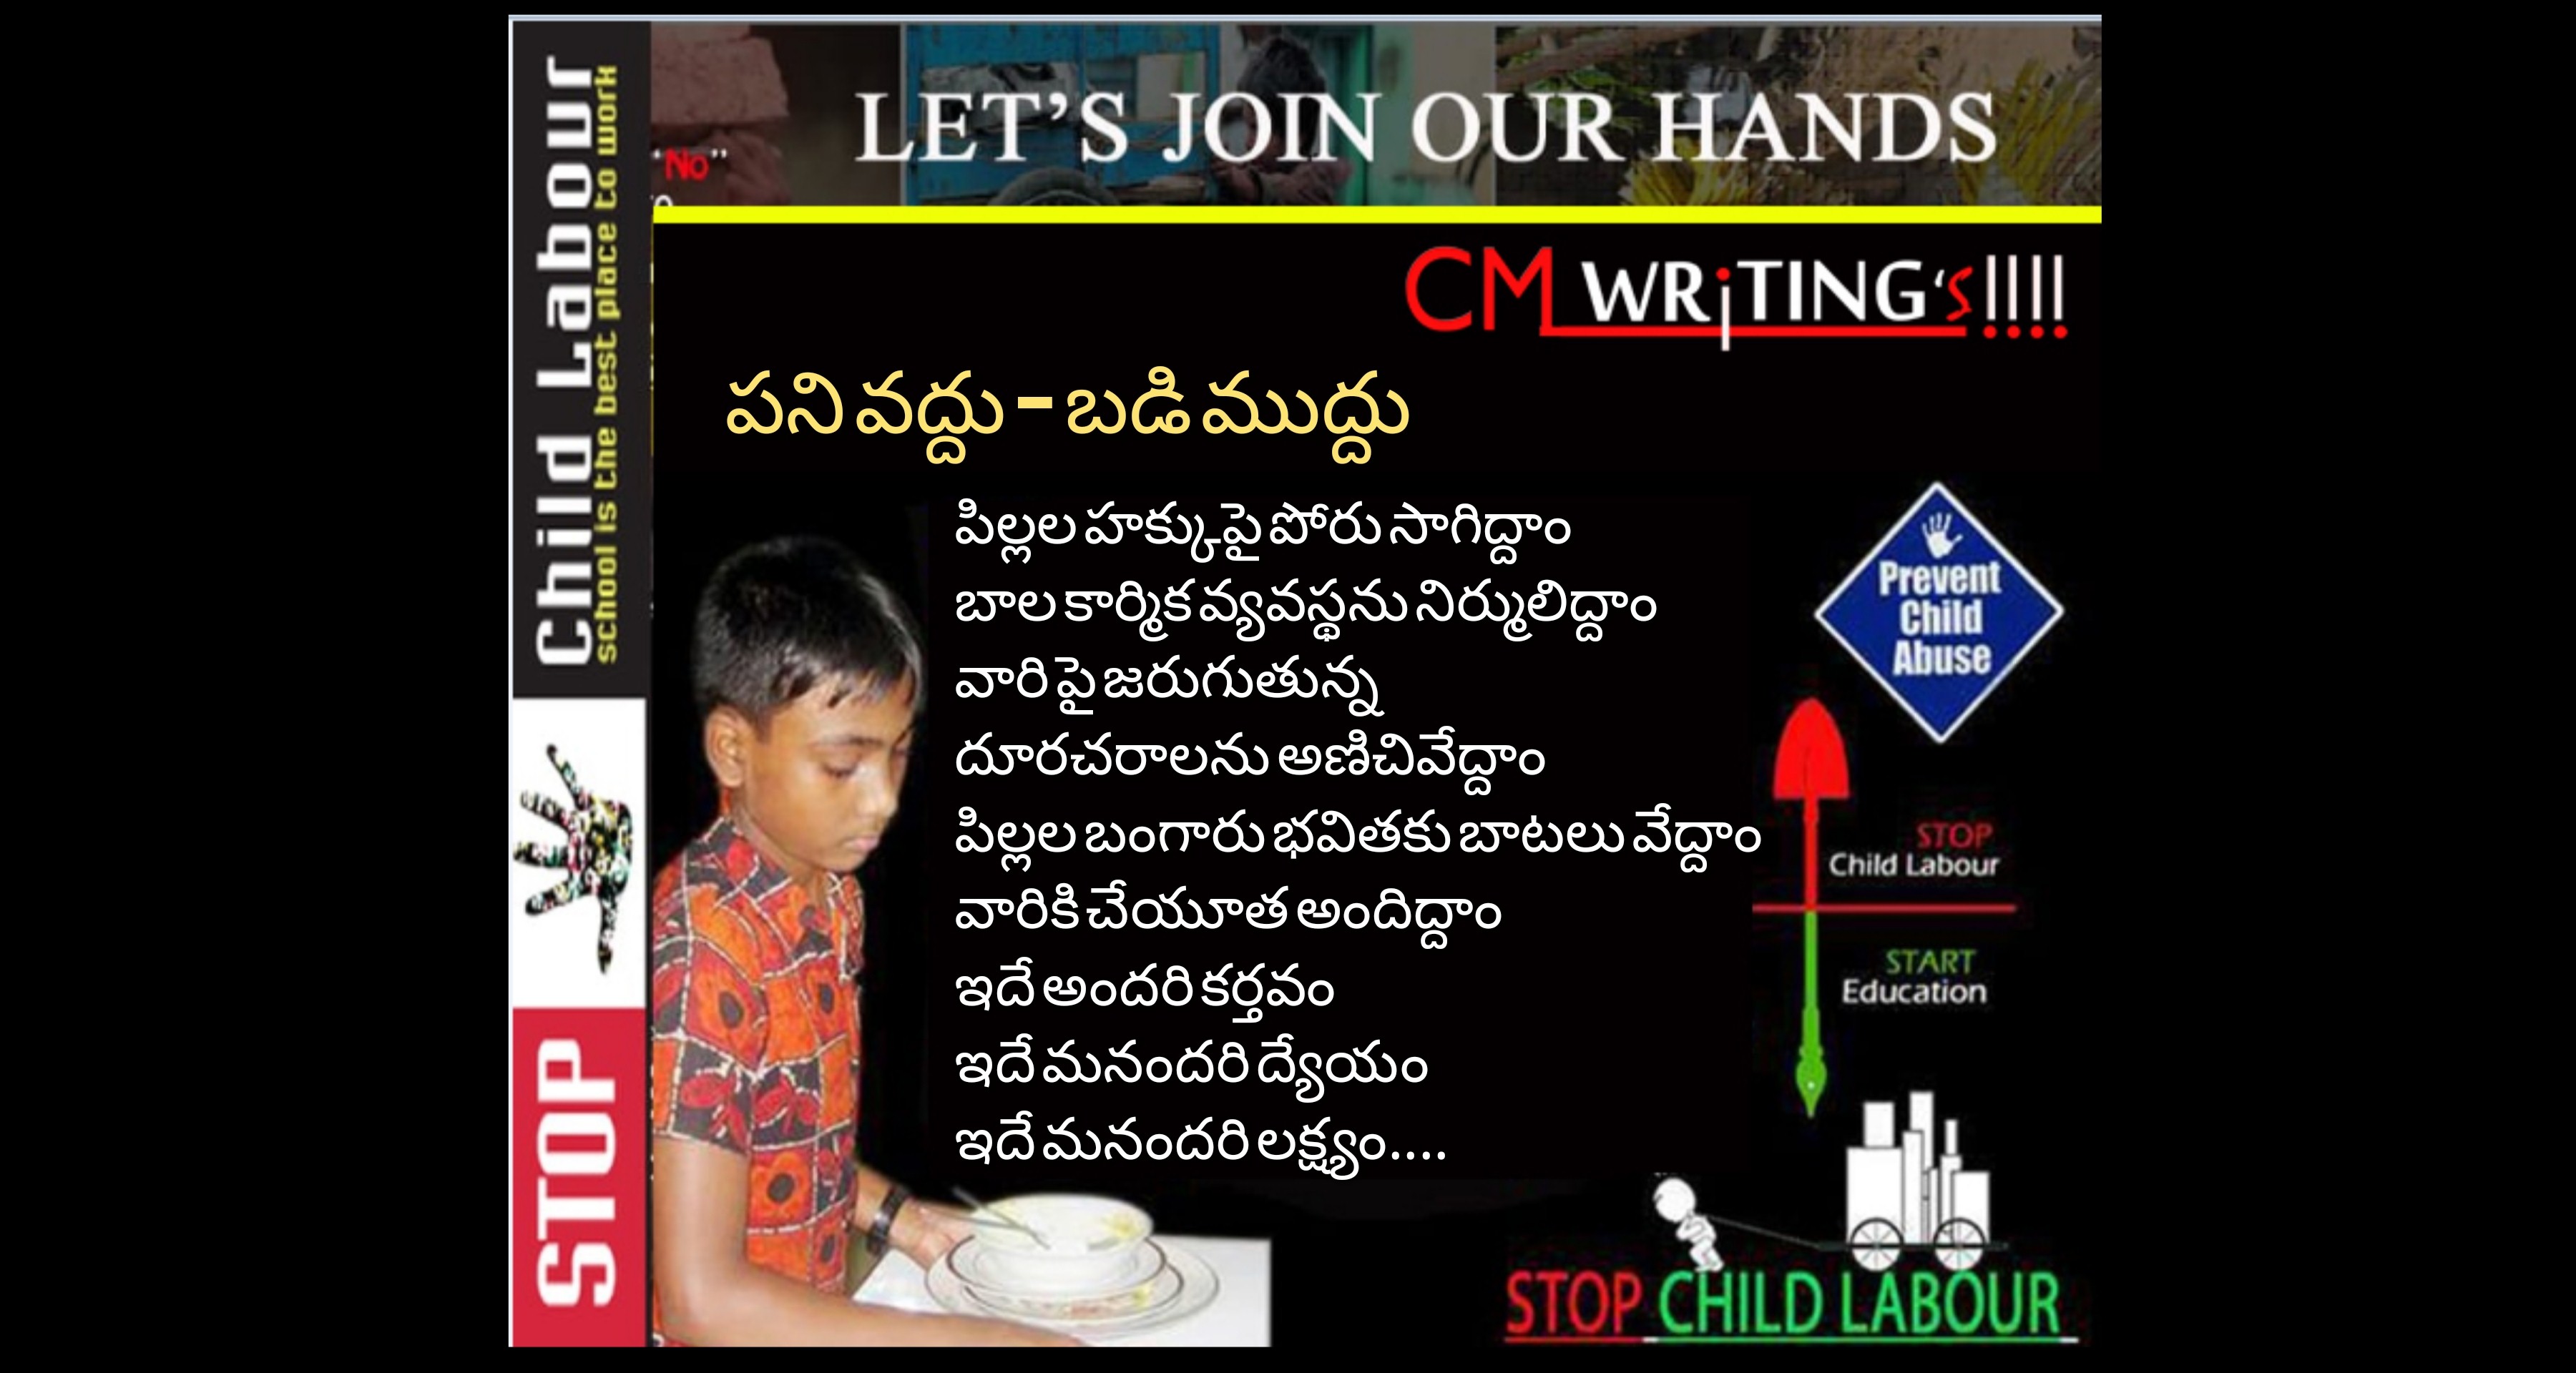 LET'S JOIN OUR HANDS
"No"
CM WRiTING's!!!!
పని వద్దు - బడి ముద్దు
పిల్లల హక్కుపై పోరు సాగిద్దాం
బాల కార్మిక వ్యవస్థను నిర్ములిద్దాం
వారి పై జరుగుతున్న
దూరచరాలను అణిచివేద్దాం
పిల్లల బంగారు భవితకు బాటలు వేద్దాం
వారికి చేయూత అందిద్దాం
ఇదే అందరి కర్తవం
ఇదే మనందరి ద్యేయం
ఇదే మనందరి లక్ష్యం....
Prevent
Child
Abuse
STOP
Child Labour
START
Education
STOP CHILD LABOUR
STOP
Child Labour
school is the best place to work